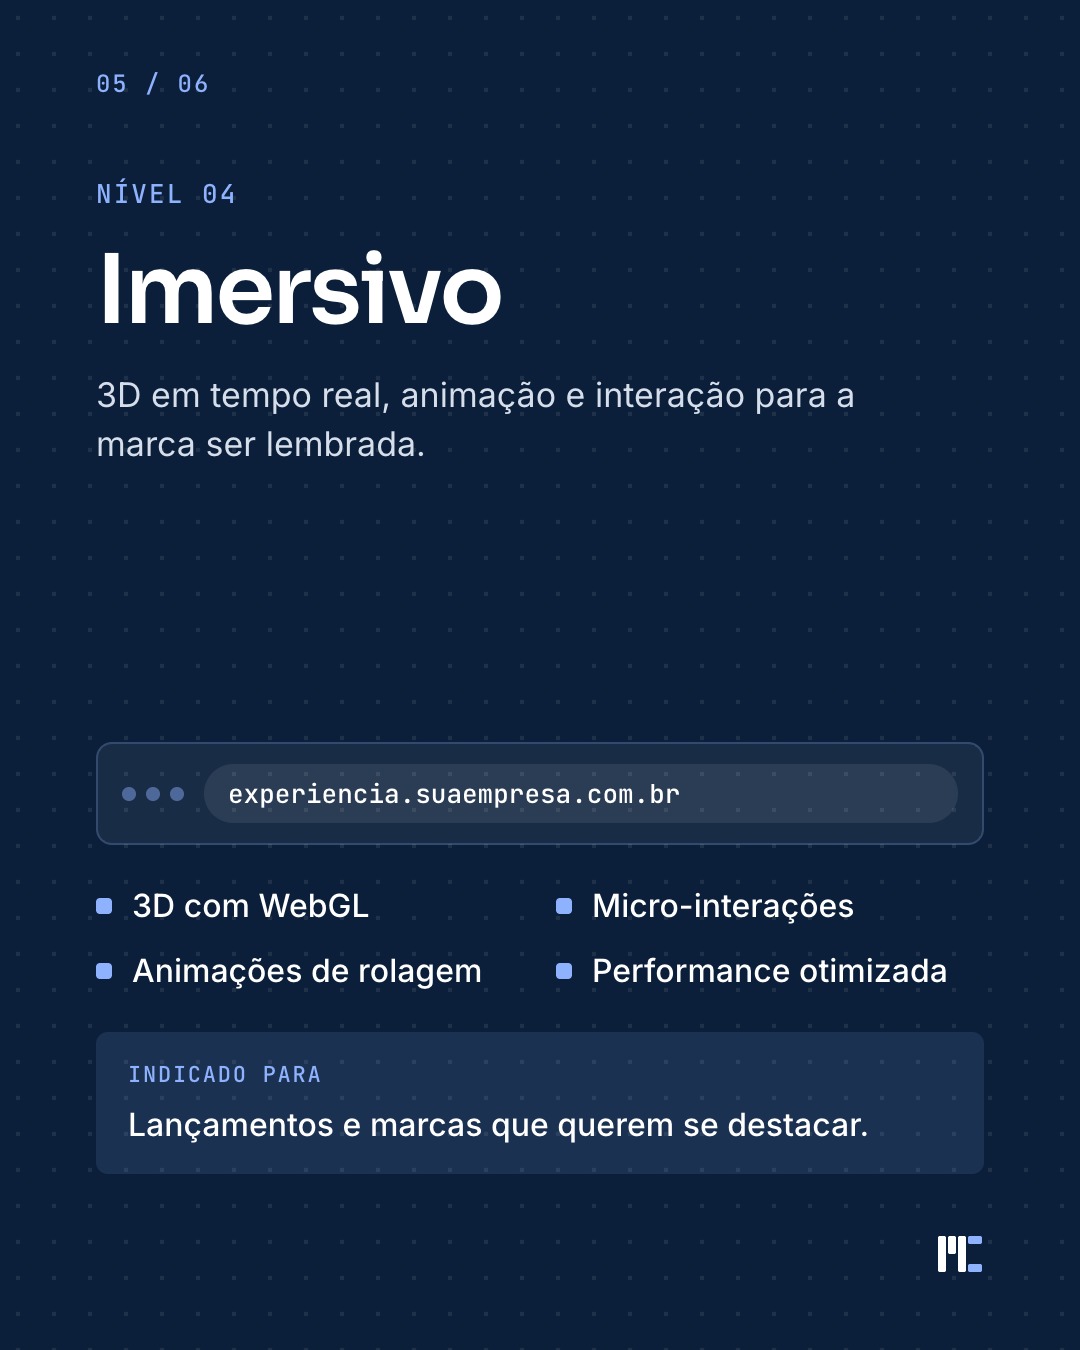 05 / 06
NÍVEL 04
Imersivo
3D em tempo real, animação e interação para a
marca ser lembrada.
experiencia.suaempresa.com.br
3D com WebGL
Micro-interações
Animações de rolagem
Performance otimizada
INDICADO PARA
Lançamentos e marcas que querem se destacar.
MC